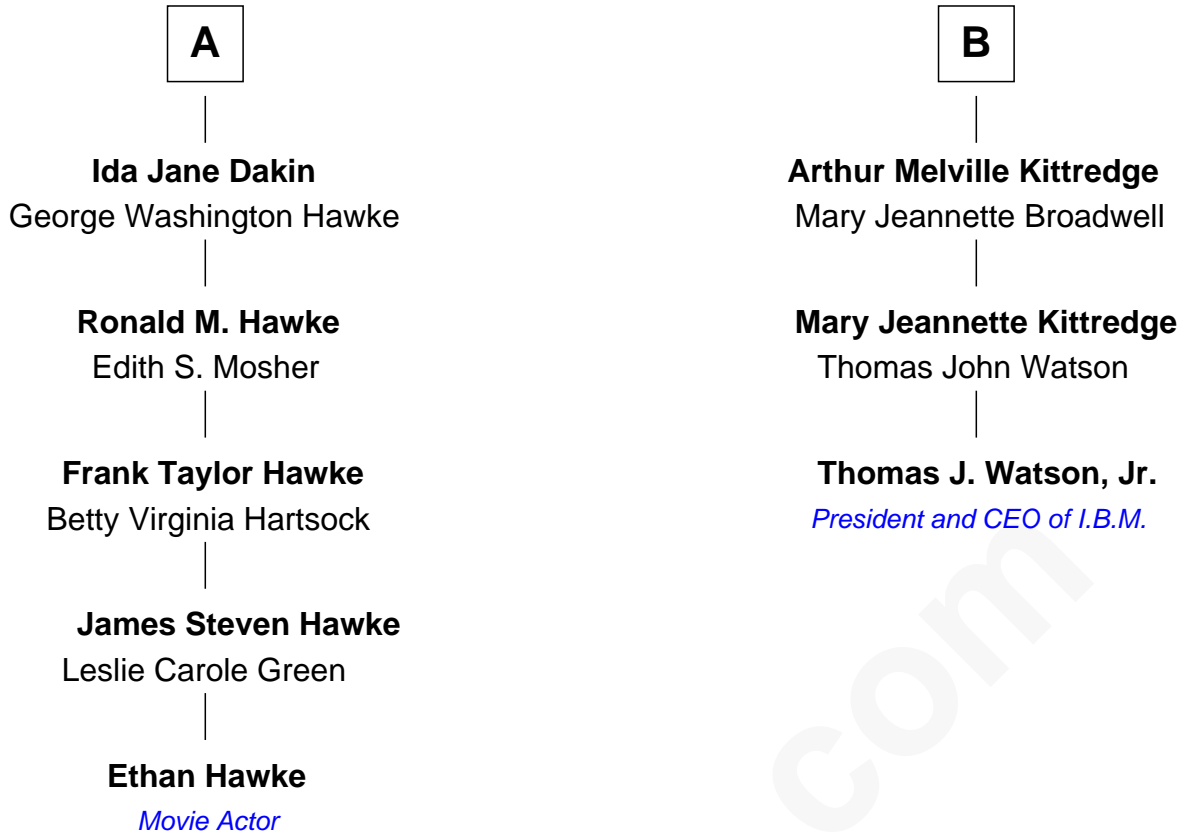 A
Ida Jane Dakin
George Washington Hawke
Ronald M. Hawke
Edith S. Mosher
Frank Taylor Hawke
Betty Virginia Hartsock
James Steven Hawke
Leslie Carole Green
Ethan Hawke
Movie Actor
B
Arthur Melville Kittredge
Mary Jeannette Broadwell
Mary Jeannette Kittredge
Thomas John Watson
Thomas J. Watson, Jr.
President and CEO of I.B.M.
com